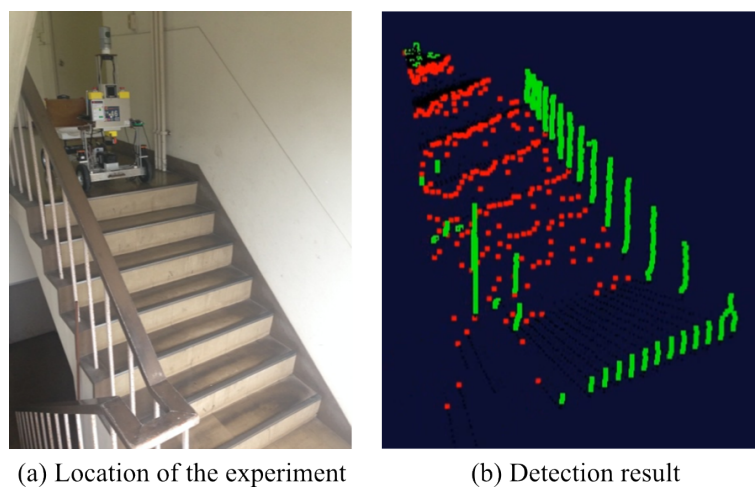 (a) Location of the experiment
(b) Detection result